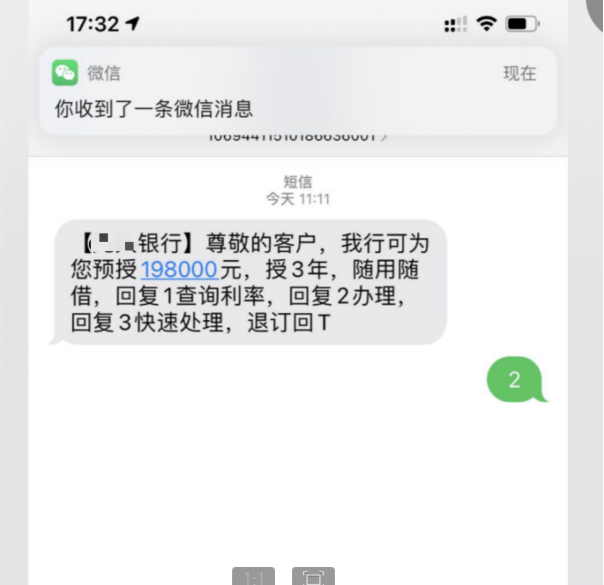 17:32
微信
现在
你收到了一条微信消息
短信
今天 11:11
【银行】尊敬的客户，我行可为
您预授198000元，授3年，随用随
借，回复1查询利率，回复2办理，
回复3快速处理，退订回T
2
1:1